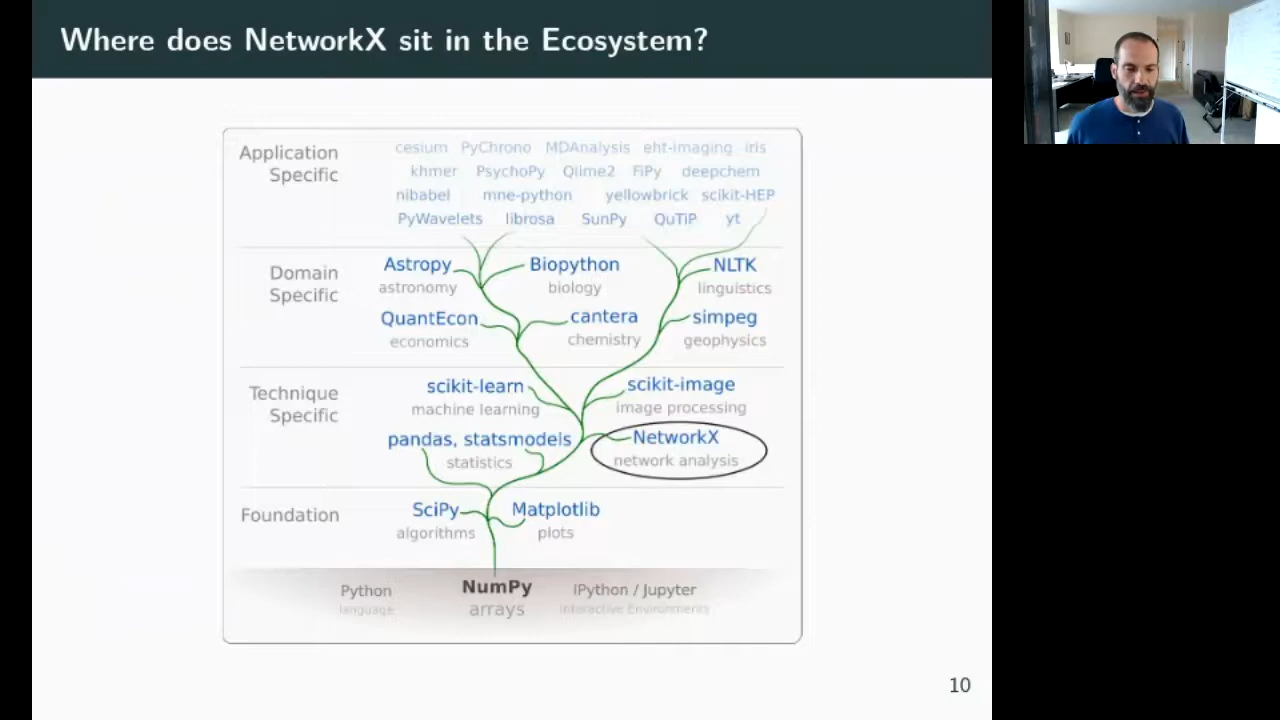 Where does NetworkX sit in the Ecosystem?
Application Specific
cesium PyChrono MDAnalysis eht-imaging iris
khmer PsychoPy Qiime2 FiPy deepchem
nibabel mne-python yellowbrick scikit-HEP
PyWavelets librosa SunPy QuTiP yt
Domain Specific
Astropy Biopython NLTK
astronomy biology linguistics
QuantEcon cantera simpeg
economics chemistry geophysics
Technique Specific
scikit-learn scikit-image
machine learning image processing
pandas, statsmodels NetworkX
statistics network analysis
Foundation
SciPy Matplotlib
algorithms plots
Python NumPy IPython / Jupyter
language arrays Interactive Environments
10